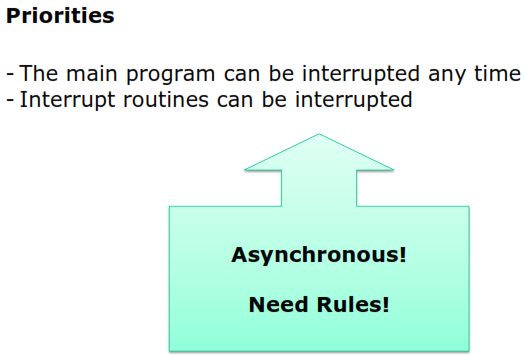 Priorities
- The main program can be interrupted any time
- Interrupt routines can be interrupted
Asynchronous!
Need Rules!